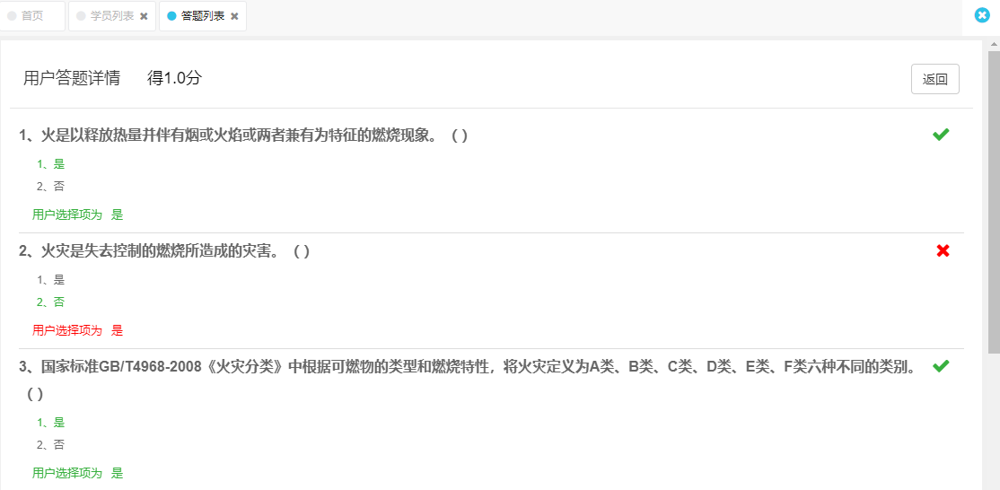 首页 学员列表 答题列表
用户答题详情 得1.0分 返回
1、火是以释放热量并伴有烟或火焰或两者兼有为特征的燃烧现象。 ( )
1、是
2、否
用户选择项为 是
2、火灾是失去控制的燃烧所造成的灾害。 ( )
1、是
2、否
用户选择项为 是
3、国家标准GB/T4968-2008《火灾分类》中根据可燃物的类型和燃烧特性，将火灾定义为A类、B类、C类、D类、E类、F类六种不同的类别。
( )
1、是
2、否
用户选择项为 是